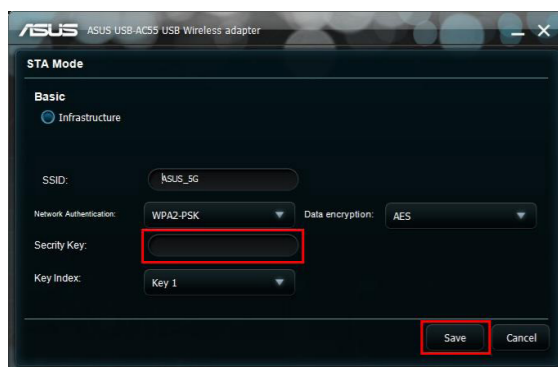 ASUS ASUS USB-AC55 USB Wireless adapter
STA Mode
Basic
Infrastructure
SSID: ASUS_5G
Network Authentication: WPA2-PSK Data encryption: AES
Secrity Key:
Key Index: Key 1
Save Cancel